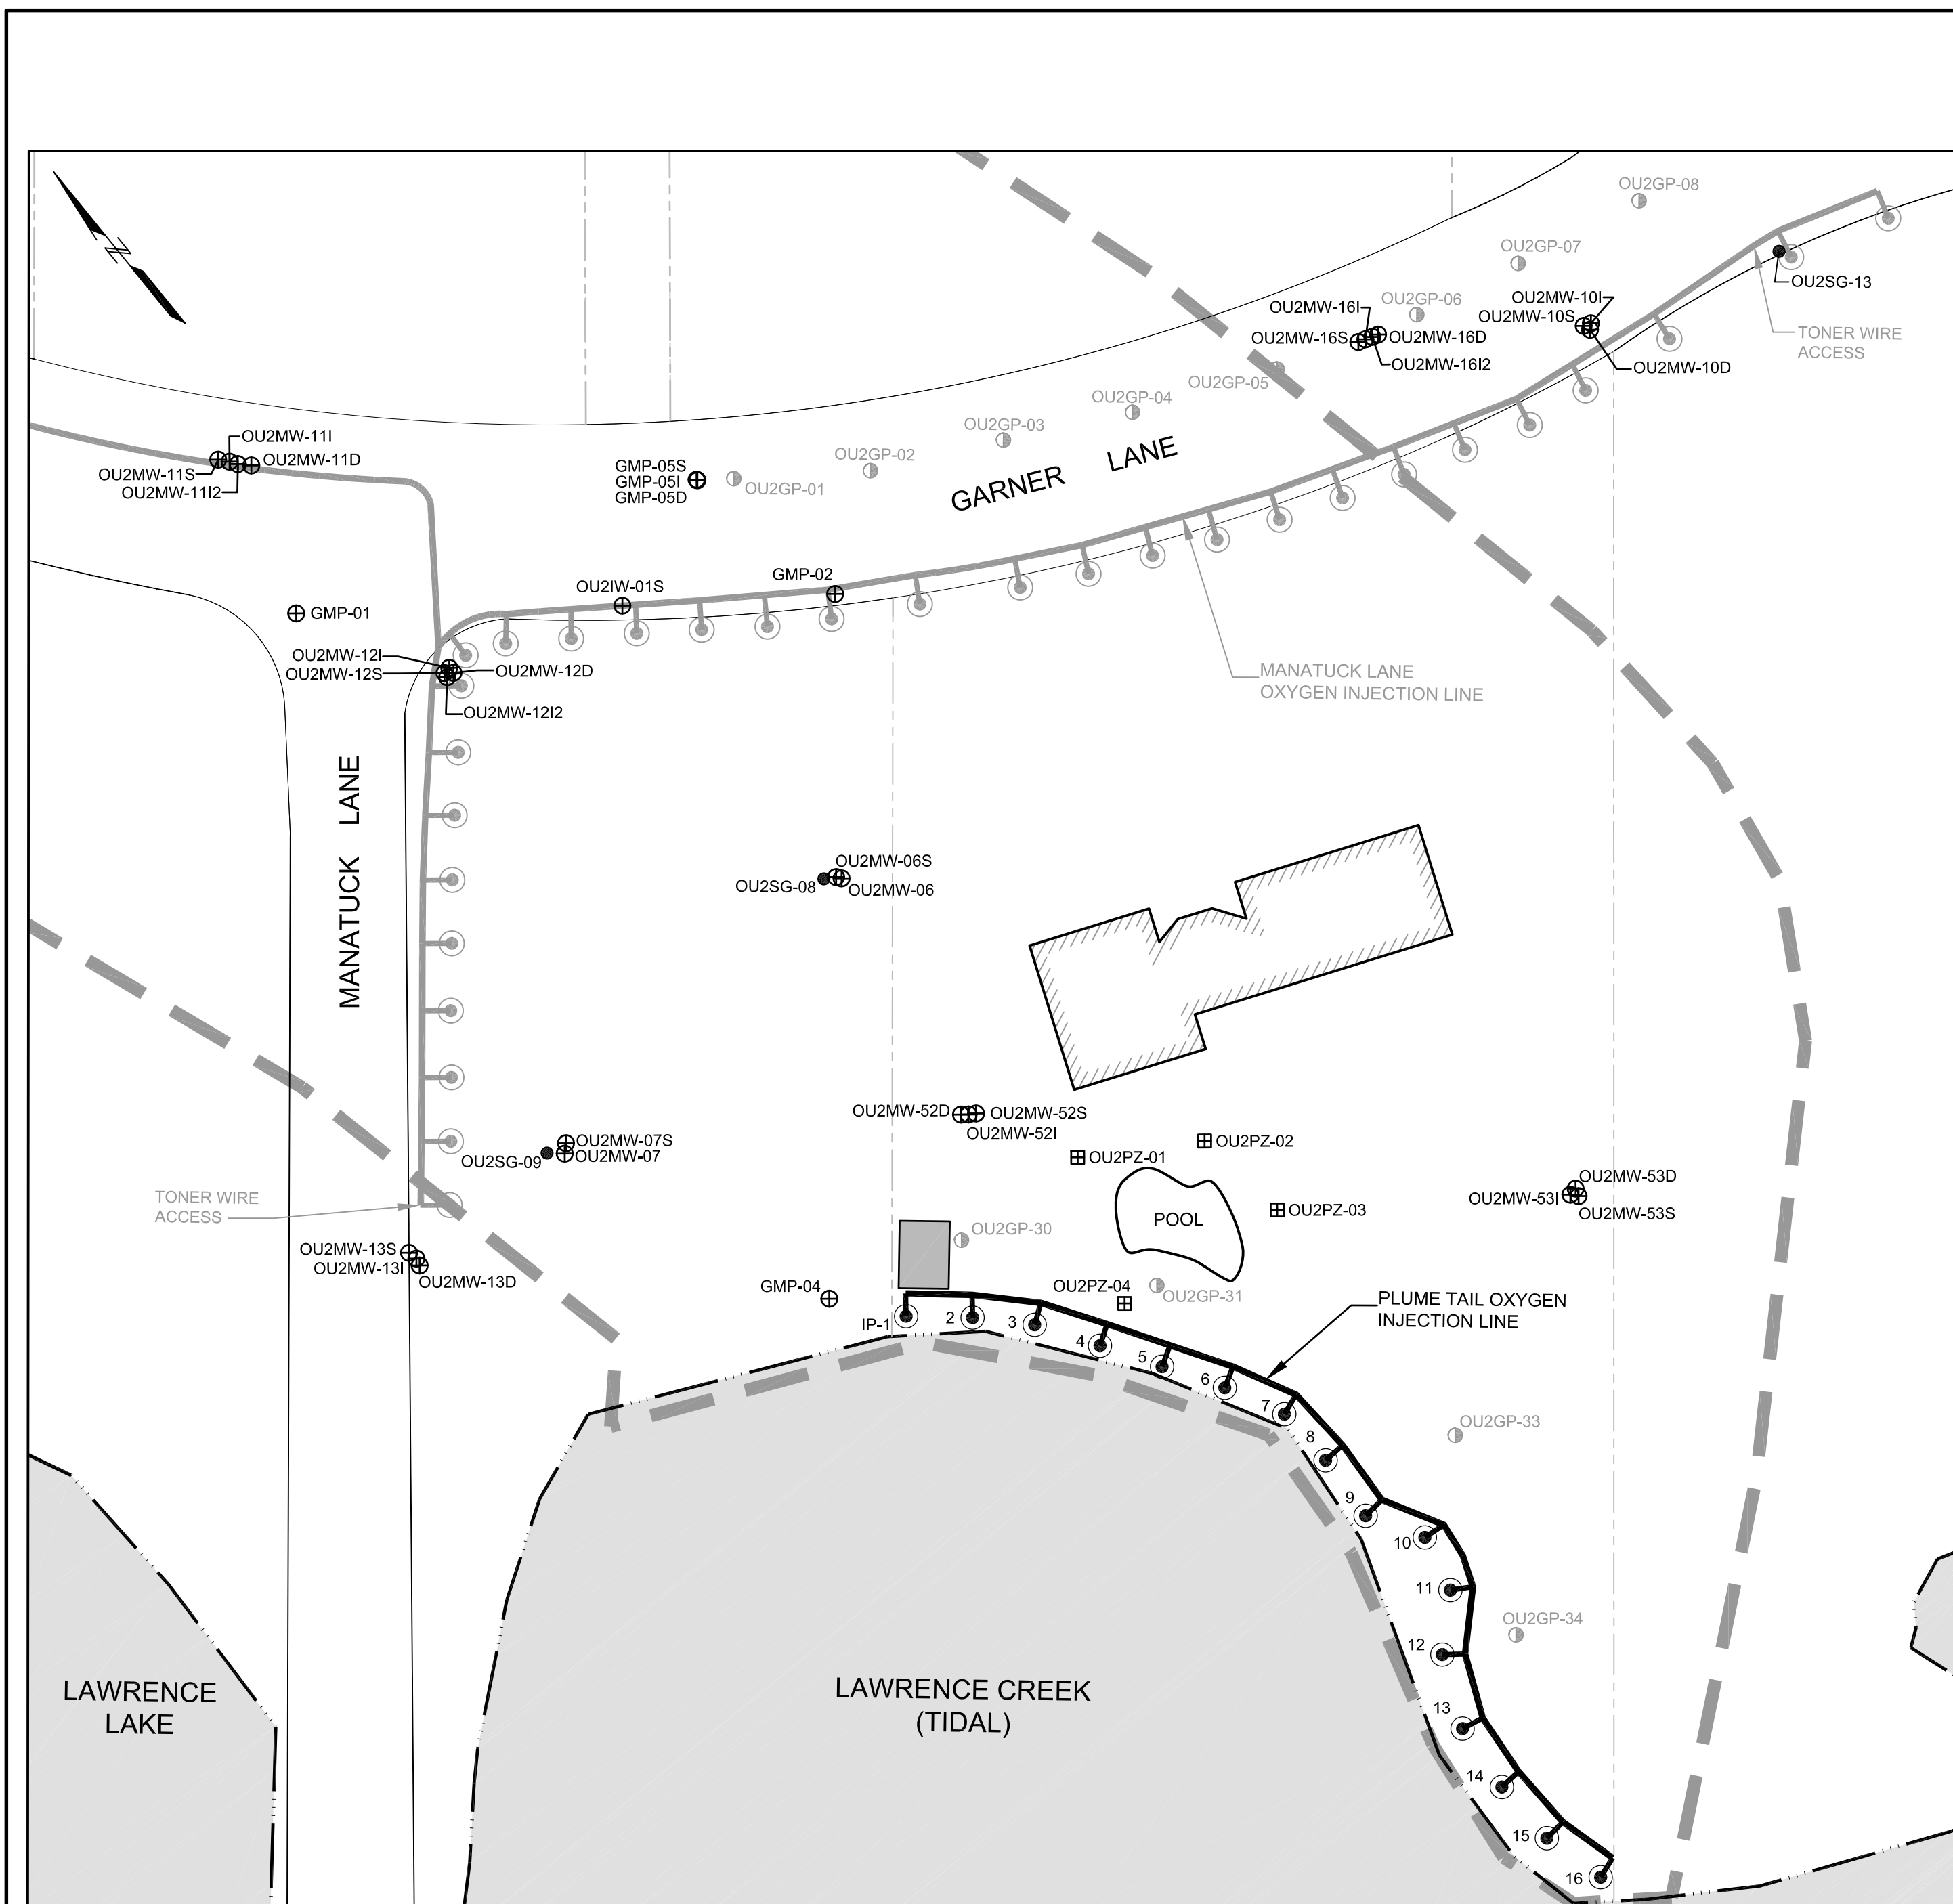 N
OU2GP-08
OU2GP-07
OU2SG-13
OU2MW-10I
OU2MW-10S
OU2MW-10D
TONER WIRE
ACCESS
OU2GP-06
OU2MW-16I
OU2MW-16S
OU2MW-16D
OU2MW-16I2
OU2GP-05
OU2GP-04
OU2GP-03
OU2GP-02
OU2GP-01
GMP-05S
GMP-05I
GMP-05D
OU2MW-11I
OU2MW-11D
OU2MW-11S
OU2MW-11I2
GARNER LANE
GMP-02
OU2IW-01S
GMP-01
OU2MW-12I
OU2MW-12S
OU2MW-12D
OU2MW-12I2
MANATUCK LANE
OXYGEN INJECTION LINE
MANATUCK LANE
OU2MW-06S
OU2SG-08
OU2MW-06
OU2MW-52D
OU2MW-52S
OU2MW-52I
OU2PZ-01
OU2PZ-02
OU2MW-07S
OU2MW-07
OU2SG-09
OU2MW-53D
OU2MW-53I
OU2MW-53S
TONER WIRE
ACCESS
OU2PZ-03
POOL
OU2GP-30
OU2MW-13S
OU2MW-13I
OU2MW-13D
GMP-04
OU2PZ-04
OU2GP-31
PLUME TAIL OXYGEN
INJECTION LINE
IP-1
2
3
4
5
6
7
8
9
10
11
12
13
14
15
16
OU2GP-33
OU2GP-34
LAWRENCE
LAKE
LAWRENCE CREEK
(TIDAL)